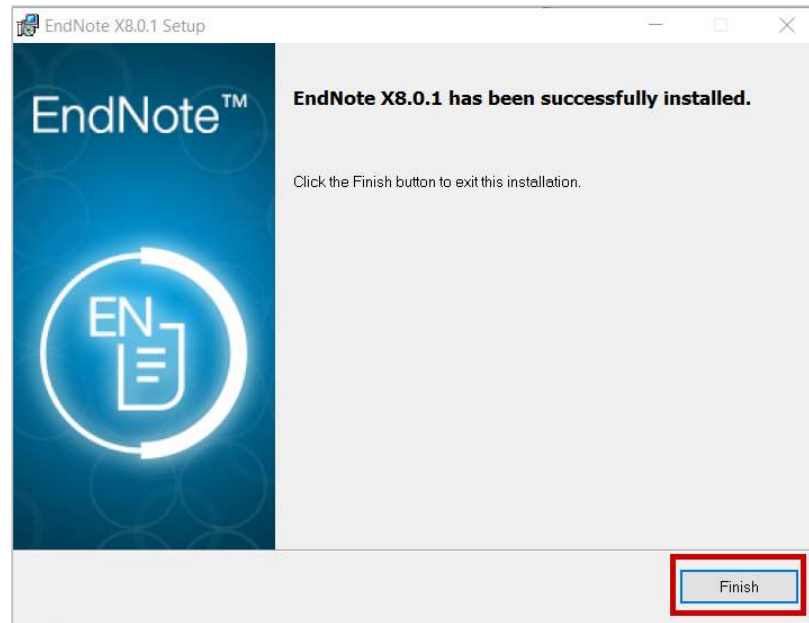 EndNote X8.0.1 Setup
EndNote™
EndNote X8.0.1 has been successfully installed.
Click the Finish button to exit this installation.
EN
Finish